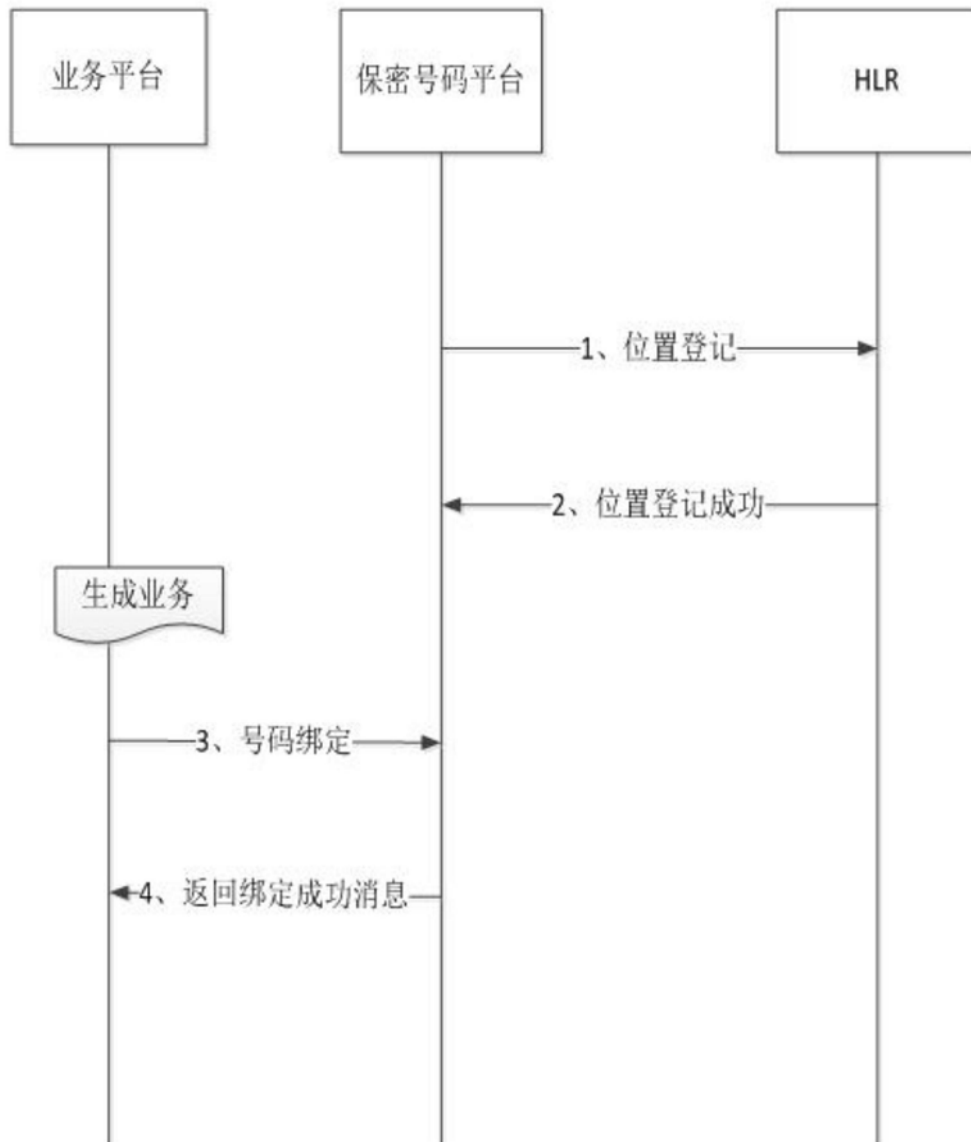 业务平台
保密号码平台
HLR
1、位置登记
2、位置登记成功
生成业务
3、号码绑定
4、返回绑定成功消息